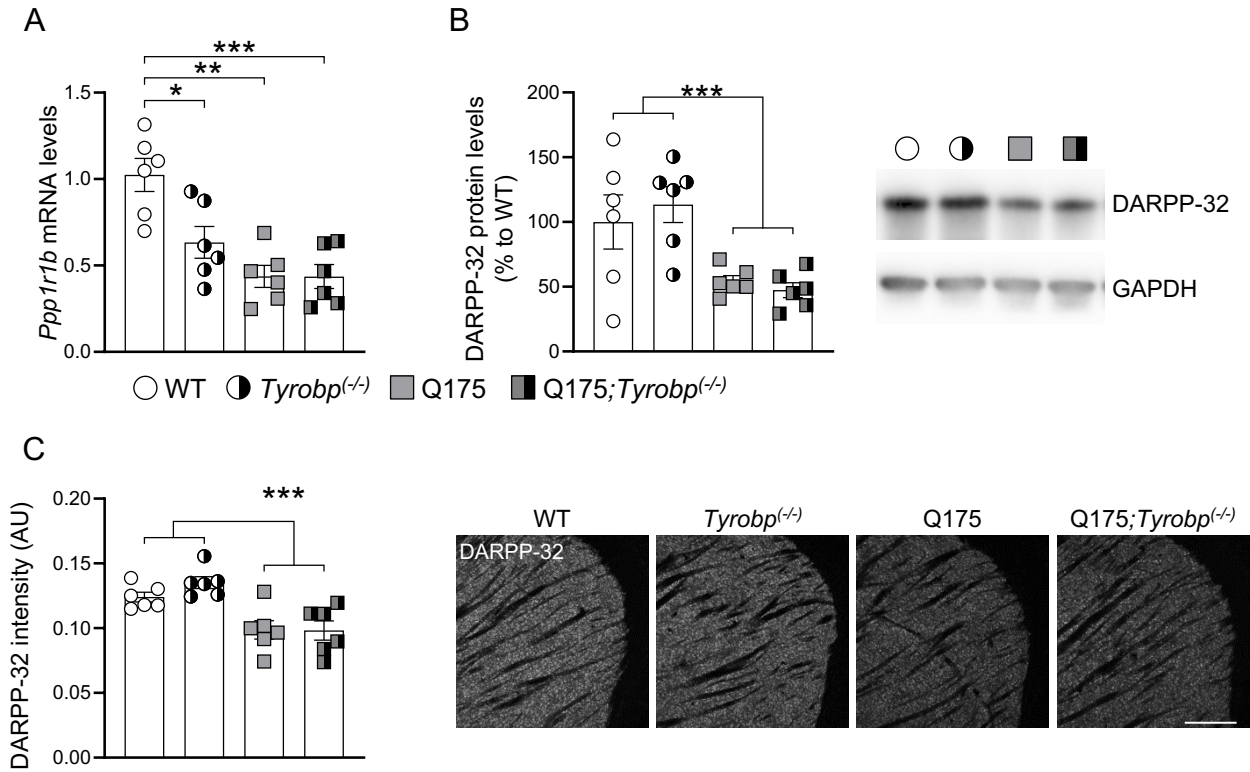 A
***
**
*
Ppp1r1b mRNA levels
1.5
1.0
0.5
0.0
B
***
DARPP-32 protein levels
(% to WT)
200
150
100
50
0
DARPP-32
GAPDH
WT Tyrobp(-/-) Q175 Q175;Tyrobp(-/-)
C
***
DARPP-32 intensity (AU)
0.20
0.15
0.10
0.05
0.00
WT Tyrobp(-/-) Q175 Q175;Tyrobp(-/-)
DARPP-32